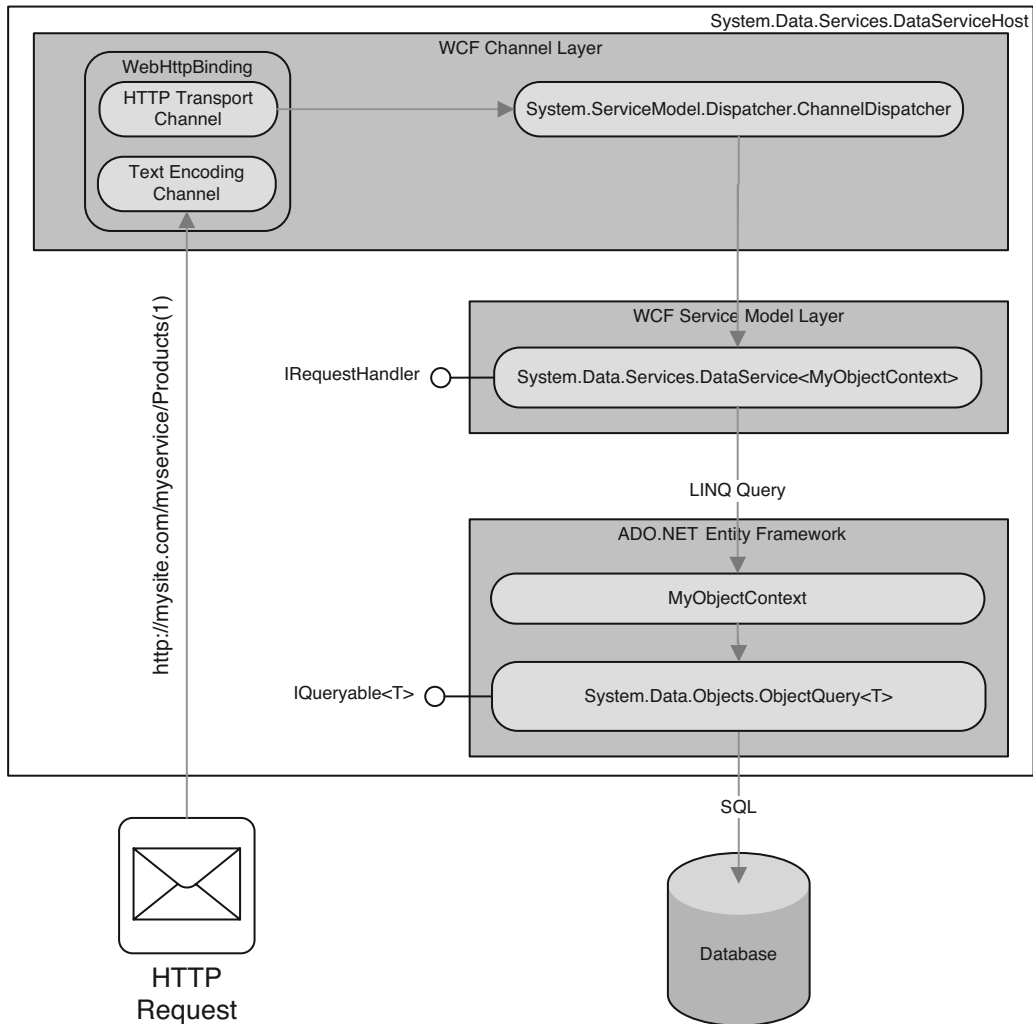 System.Data.Services.DataServiceHost
WCF Channel Layer
WebHttpBinding
HTTP Transport
Channel
System.ServiceModel.Dispatcher.ChannelDispatcher
Text Encoding
Channel
http://mysite.com/myservice/Products(1)
WCF Service Model Layer
IRequestHandler
System.Data.Services.DataService<MyObjectContext>
LINQ Query
ADO.NET Entity Framework
MyObjectContext
IQueryable<T>
System.Data.Objects.ObjectQuery<T>
SQL
Database
HTTP
Request